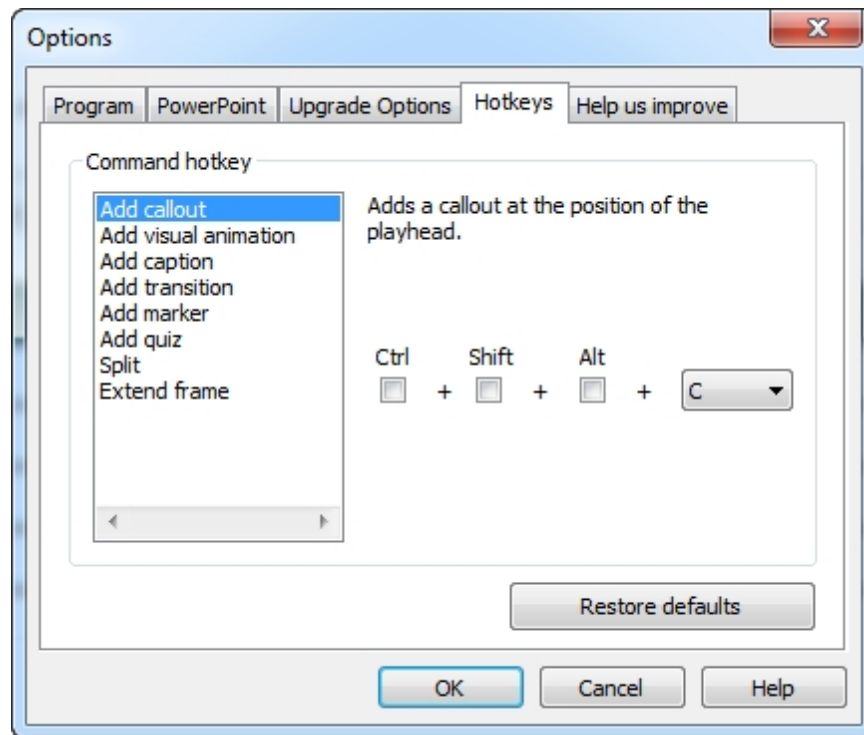 Options
Program PowerPoint Upgrade Options Hotkeys Help us improve
Command hotkey
Add callout
Add visual animation
Add caption
Add transition
Add marker
Add quiz
Split
Extend frame
Adds a callout at the position of the
playhead.
Ctrl Shift Alt
+ + + C
Restore defaults
OK Cancel Help